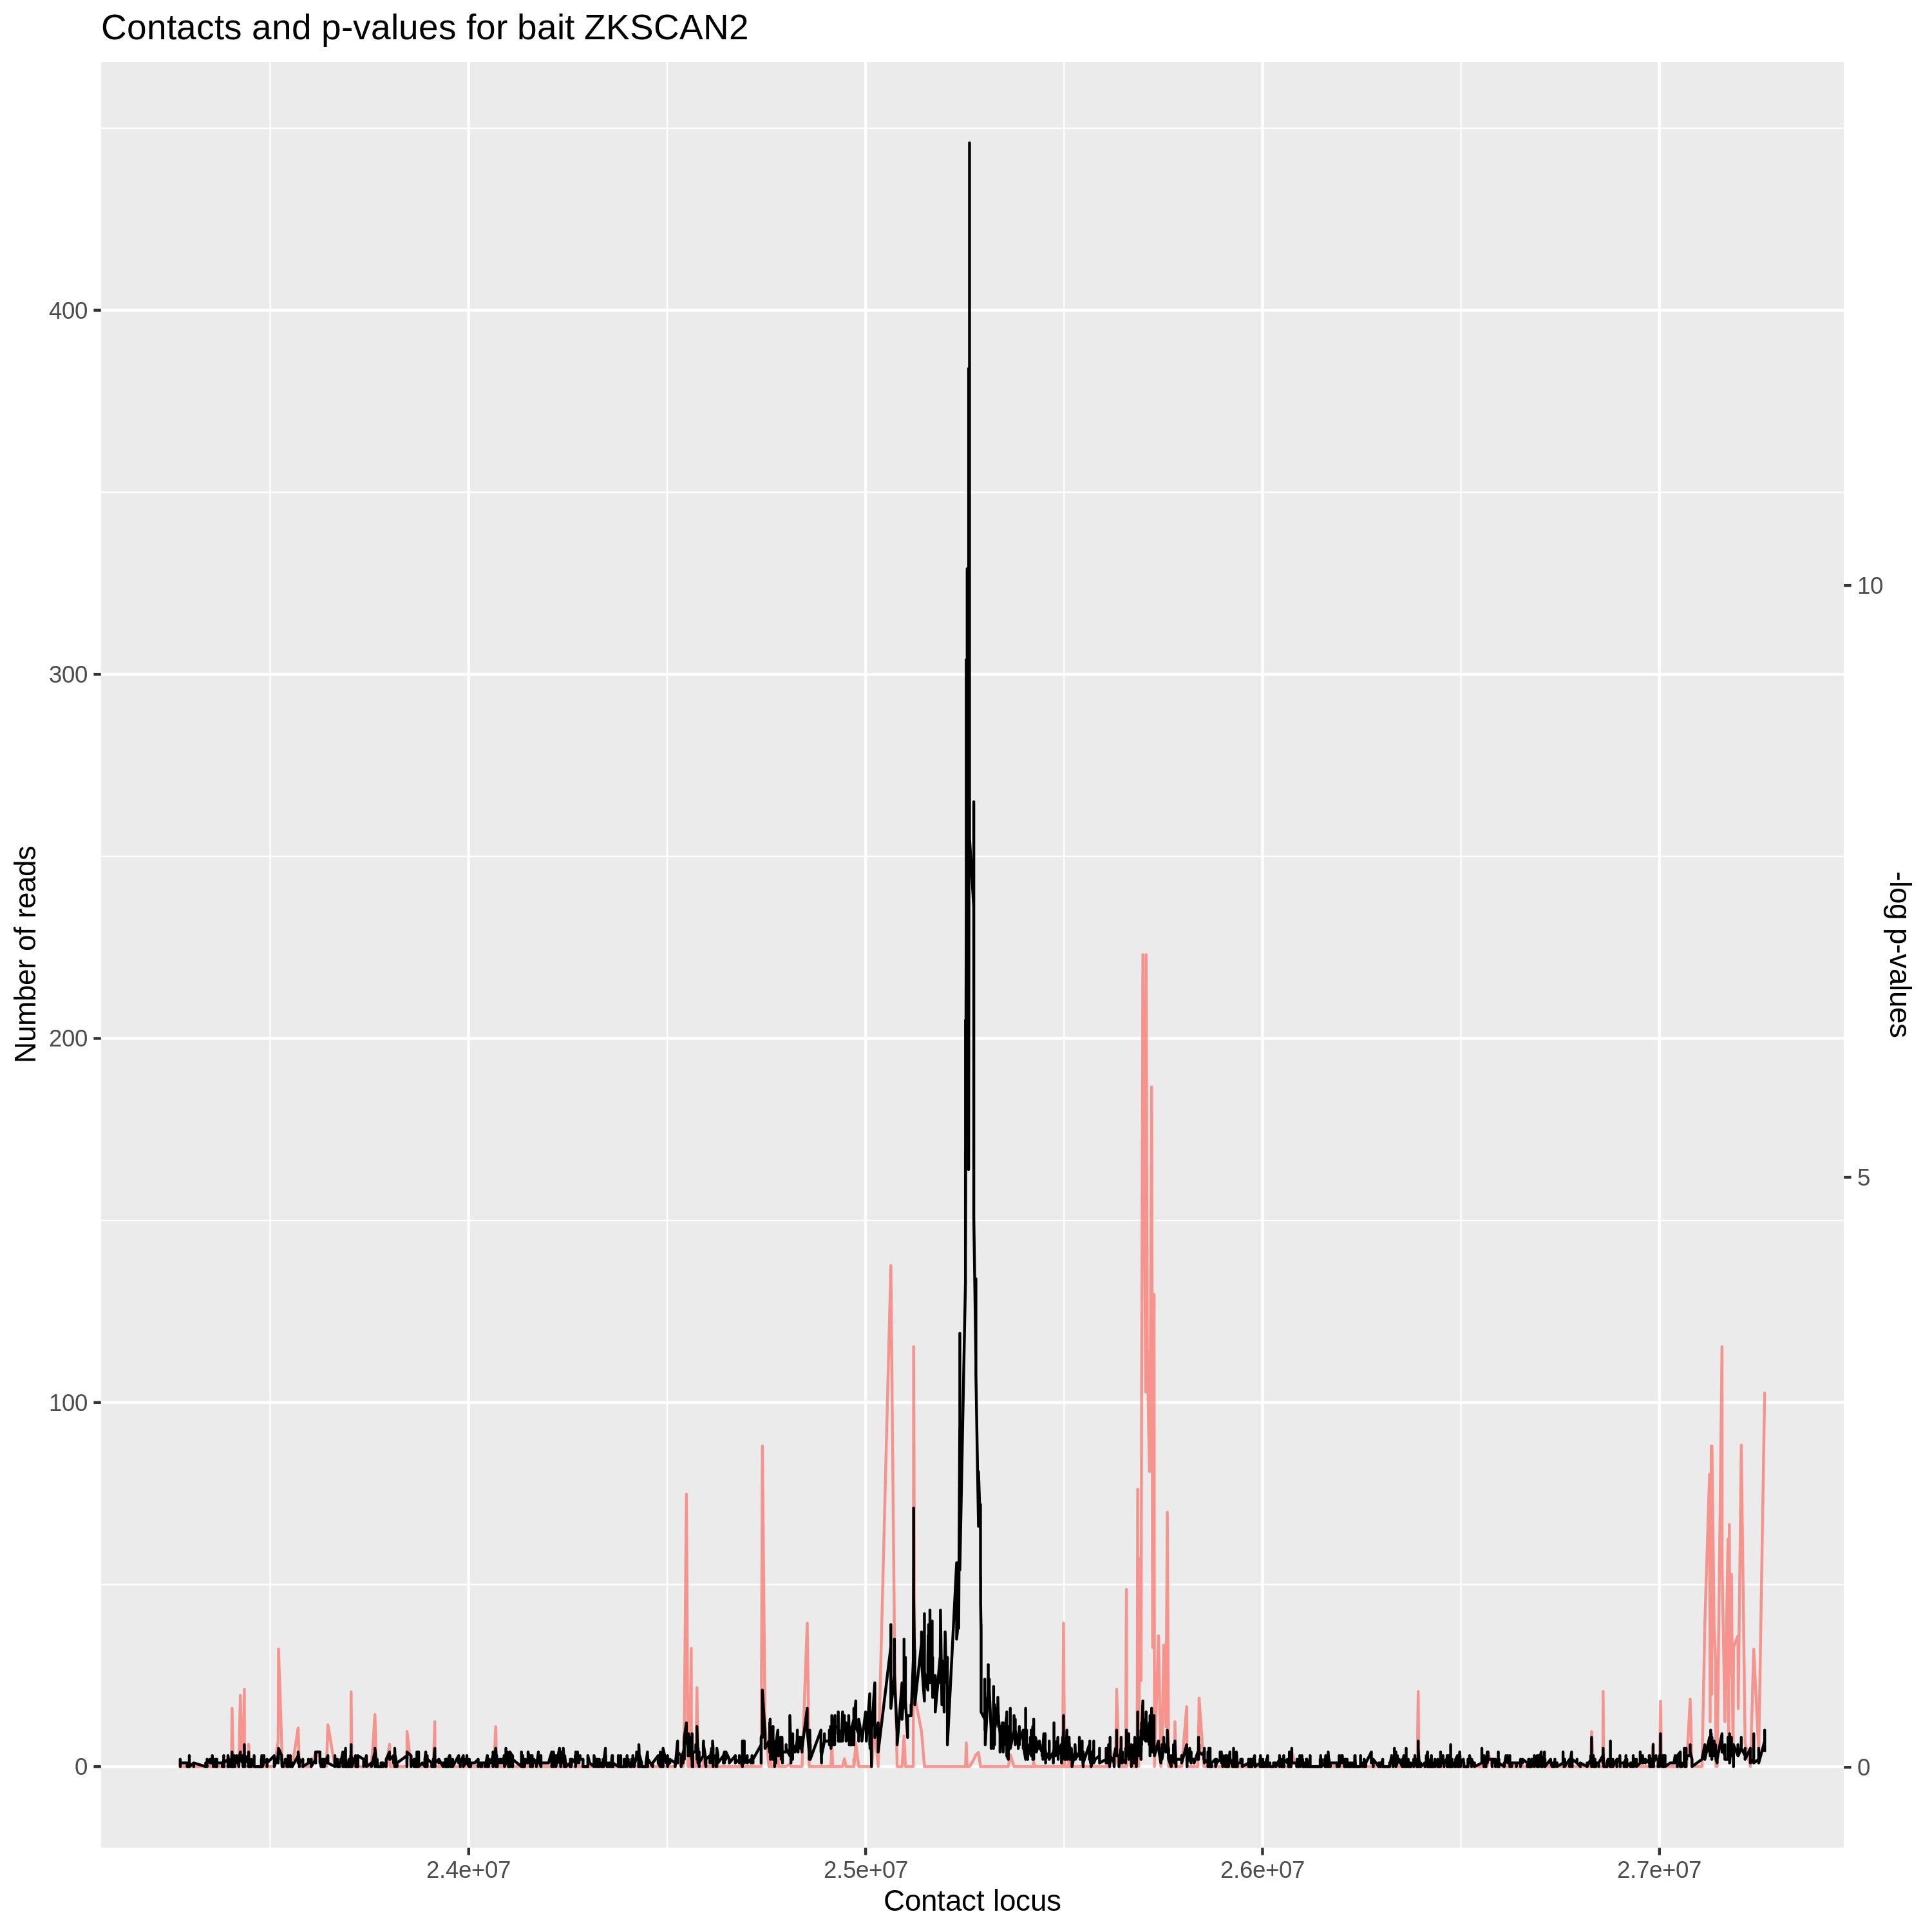 Contacts and p-values for bait ZKSCAN2
400
300
200
100
0
Number of reads
10
5
0
-log p-values
2.4e+07
2.5e+07
2.6e+07
2.7e+07
Contact locus